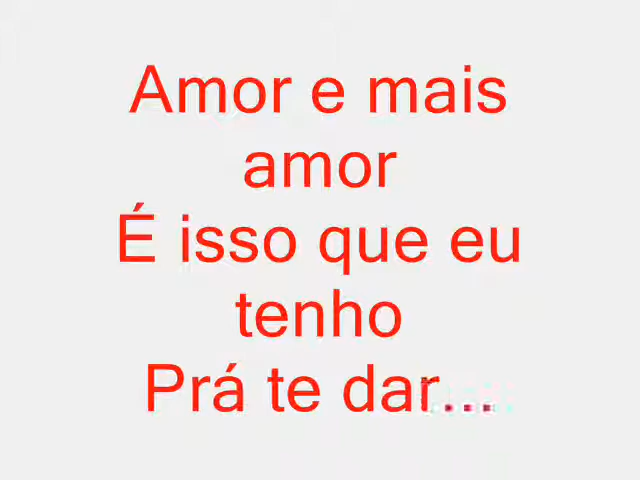 Amor e mais
amor
É isso que eu
tenho
Prá te dar....